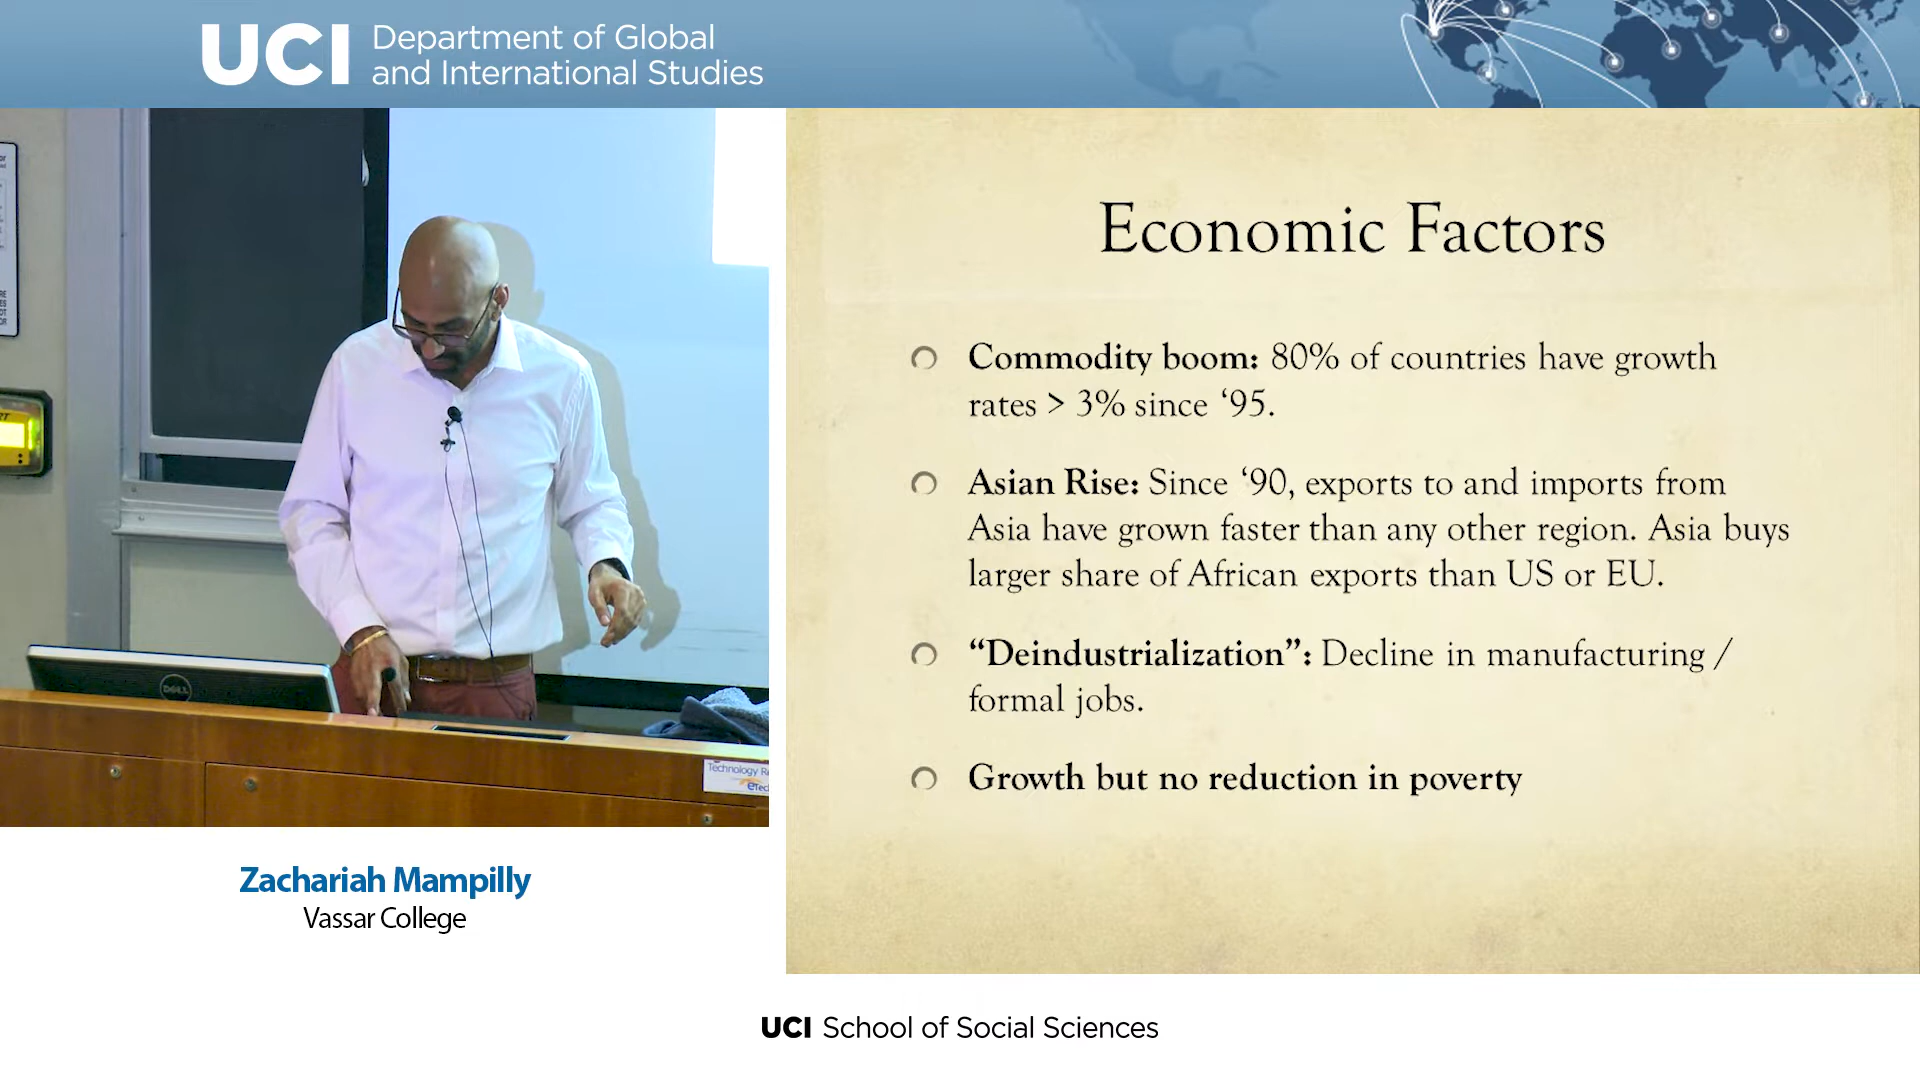 UCI Department of Global
and International Studies
Economic Factors
Commodity boom: 80% of countries have growth
rates > 3% since ‘95.
Asian Rise: Since ‘90, exports to and imports from
Asia have grown faster than any other region. Asia buys
larger share of African exports than US or EU.
“Deindustrialization”: Decline in manufacturing /
formal jobs.
Growth but no reduction in poverty
DELL
Technology
Zachariah Mampilly
Vassar College
UCI School of Social Sciences